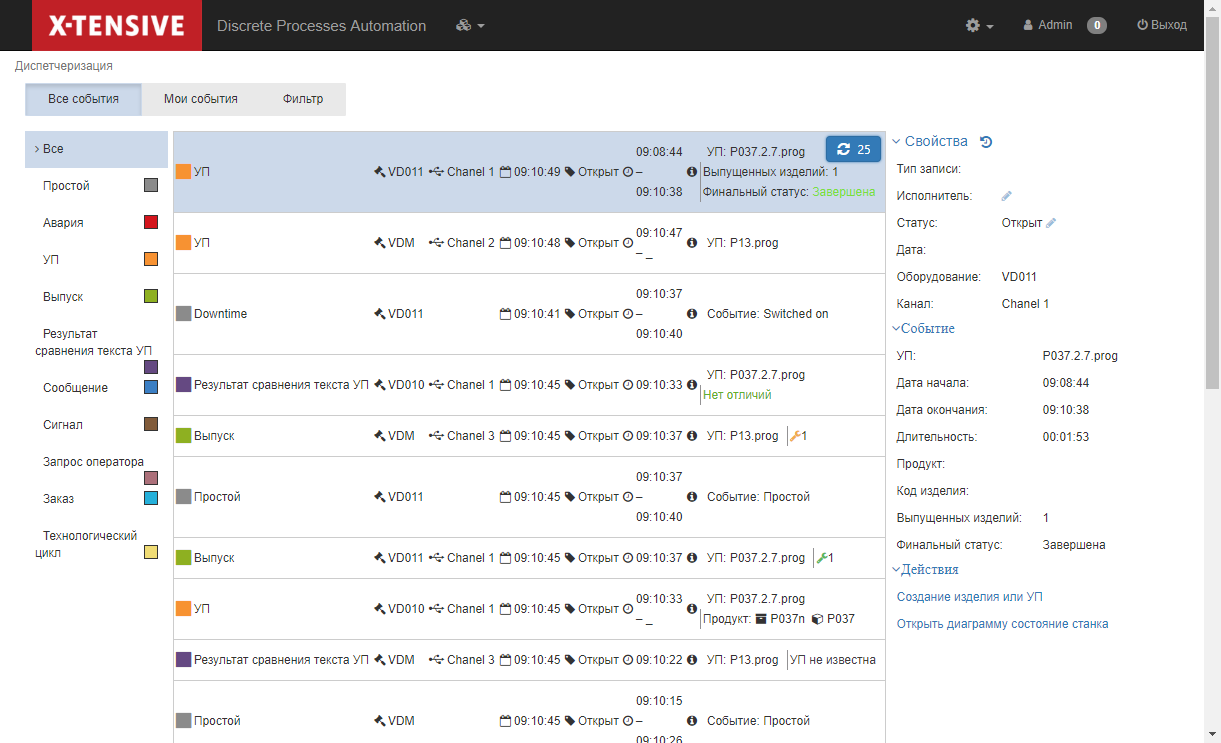 X-TENSIVE Discrete Processes Automation Admin 0 Выход
Диспетчеризация
Все события Мои события Фильтр
Все
Простой
Авария
УП
Выпуск
Результат
сравнения текста УП
Сообщение
Сигнал
Запрос оператора
Заказ
Технологический
цикл
25
09:08:44 УП: P037.2.7.prog
УП VD011 Chanel 1 09:10:49 Открыт – Выпущенных изделий: 1
09:10:38 Финальный статус: Завершена
09:10:47
УП VDM Chanel 2 09:10:48 Открыт УП: P13.prog
– _
09:10:37
Downtime VD011 09:10:41 Открыт – Событие: Switched on
09:10:40
УП: P037.2.7.prog
Результат сравнения текста УП VD010 Chanel 1 09:10:45 Открыт 09:10:33
Нет отличий
Выпуск VDM Chanel 3 09:10:45 Открыт 09:10:37 УП: P13.prog 1
09:10:37
Простой VD011 09:10:45 Открыт – Событие: Простой
09:10:40
Выпуск VD011 Chanel 1 09:10:45 Открыт 09:10:37 УП: P037.2.7.prog 1
09:10:33 УП: P037.2.7.prog
УП VD010 Chanel 1 09:10:45 Открыт
– _ Продукт: P037n P037
Результат сравнения текста УП VDM Chanel 3 09:10:45 Открыт 09:10:22 УП: P13.prog УП не известна
09:10:15
Простой VDM 09:10:45 Открыт – Событие: Простой
09:10:26
Свойства
Тип записи:
Исполнитель:
Статус: Открыт
Дата:
Оборудование: VD011
Канал: Chanel 1
Событие
УП: P037.2.7.prog
Дата начала: 09:08:44
Дата окончания: 09:10:38
Длительность: 00:01:53
Продукт:
Код изделия:
Выпущенных изделий: 1
Финальный статус: Завершена
Действия
Создание изделия или УП
Открыть диаграмму состояние станка